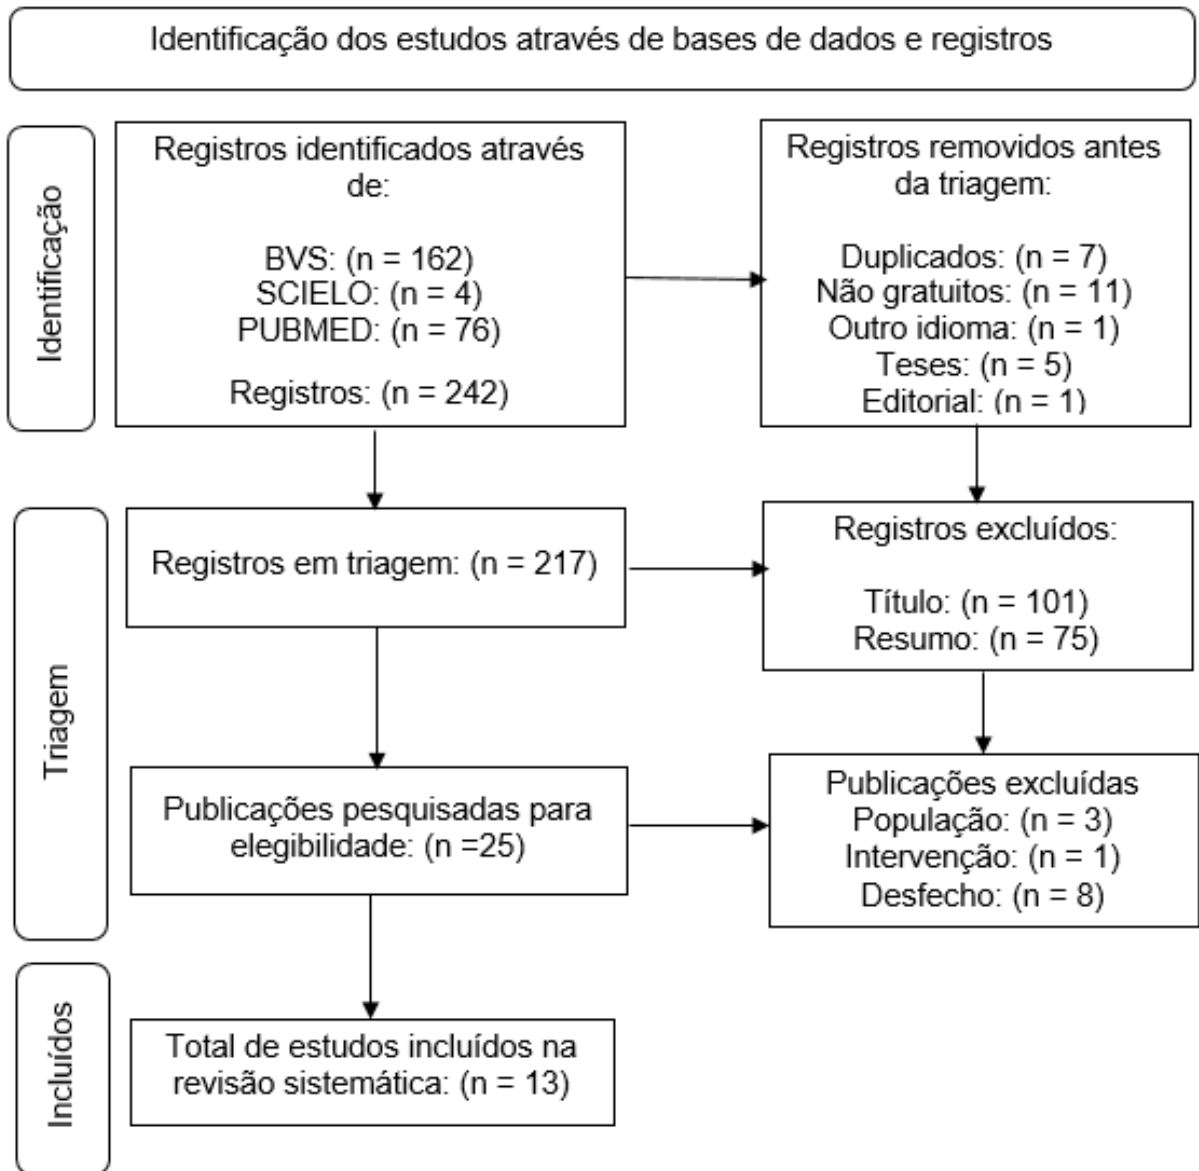 Identificação dos estudos através de bases de dados e registros
Identificação
Registros identificados através
de:
BVS: (n = 162)
SCIELO: (n = 4)
PUBMED: (n = 76)
Registros: (n = 242)
Registros removidos antes
da triagem:
Duplicados: (n = 7)
Não gratuitos: (n = 11)
Outro idioma: (n = 1)
Teses: (n = 5)
Editorial: (n = 1)
Triagem
Registros em triagem: (n = 217)
Registros excluídos:
Título: (n = 101)
Resumo: (n = 75)
Publicações pesquisadas para
elegibilidade: (n =25)
Publicações excluídas
População: (n = 3)
Intervenção: (n = 1)
Desfecho: (n = 8)
Incluídos
Total de estudos incluídos na
revisão sistemática: (n = 13)